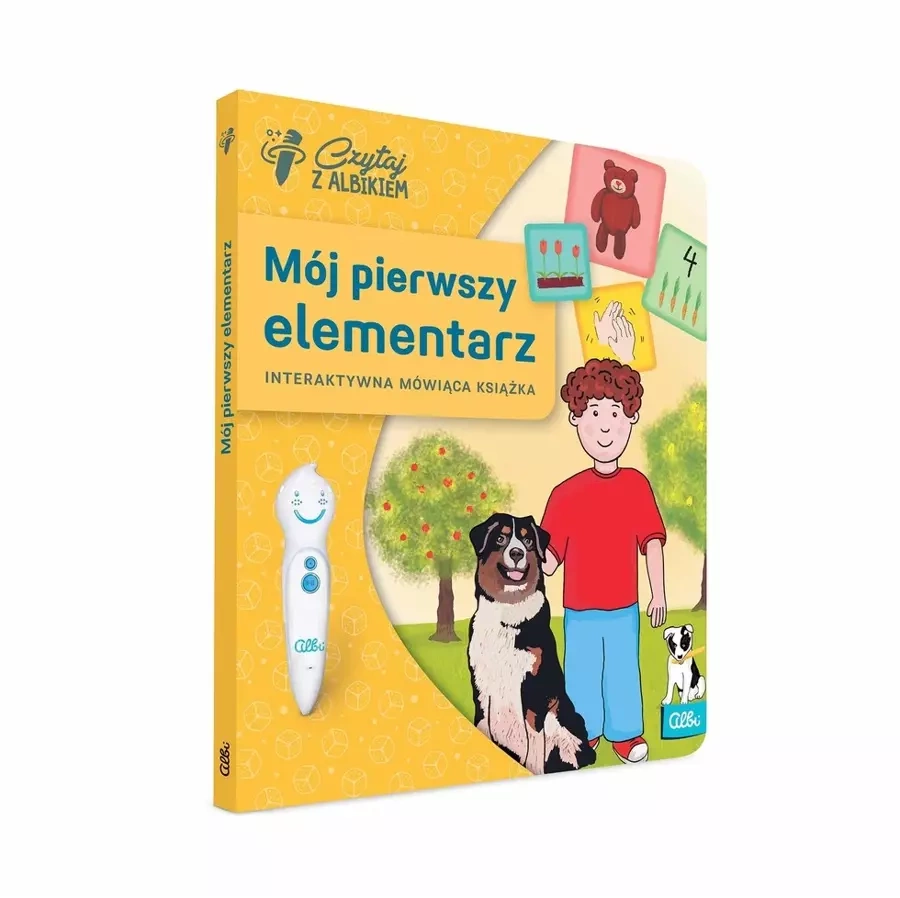 Czytaj
Z ALBIKIEM
Mój pierwszy
elementarz
INTERAKTYWNA MÓWIĄCA KSIĄŻKA
4
Albi
Albi
Mój pierwszy elementarz
Albi